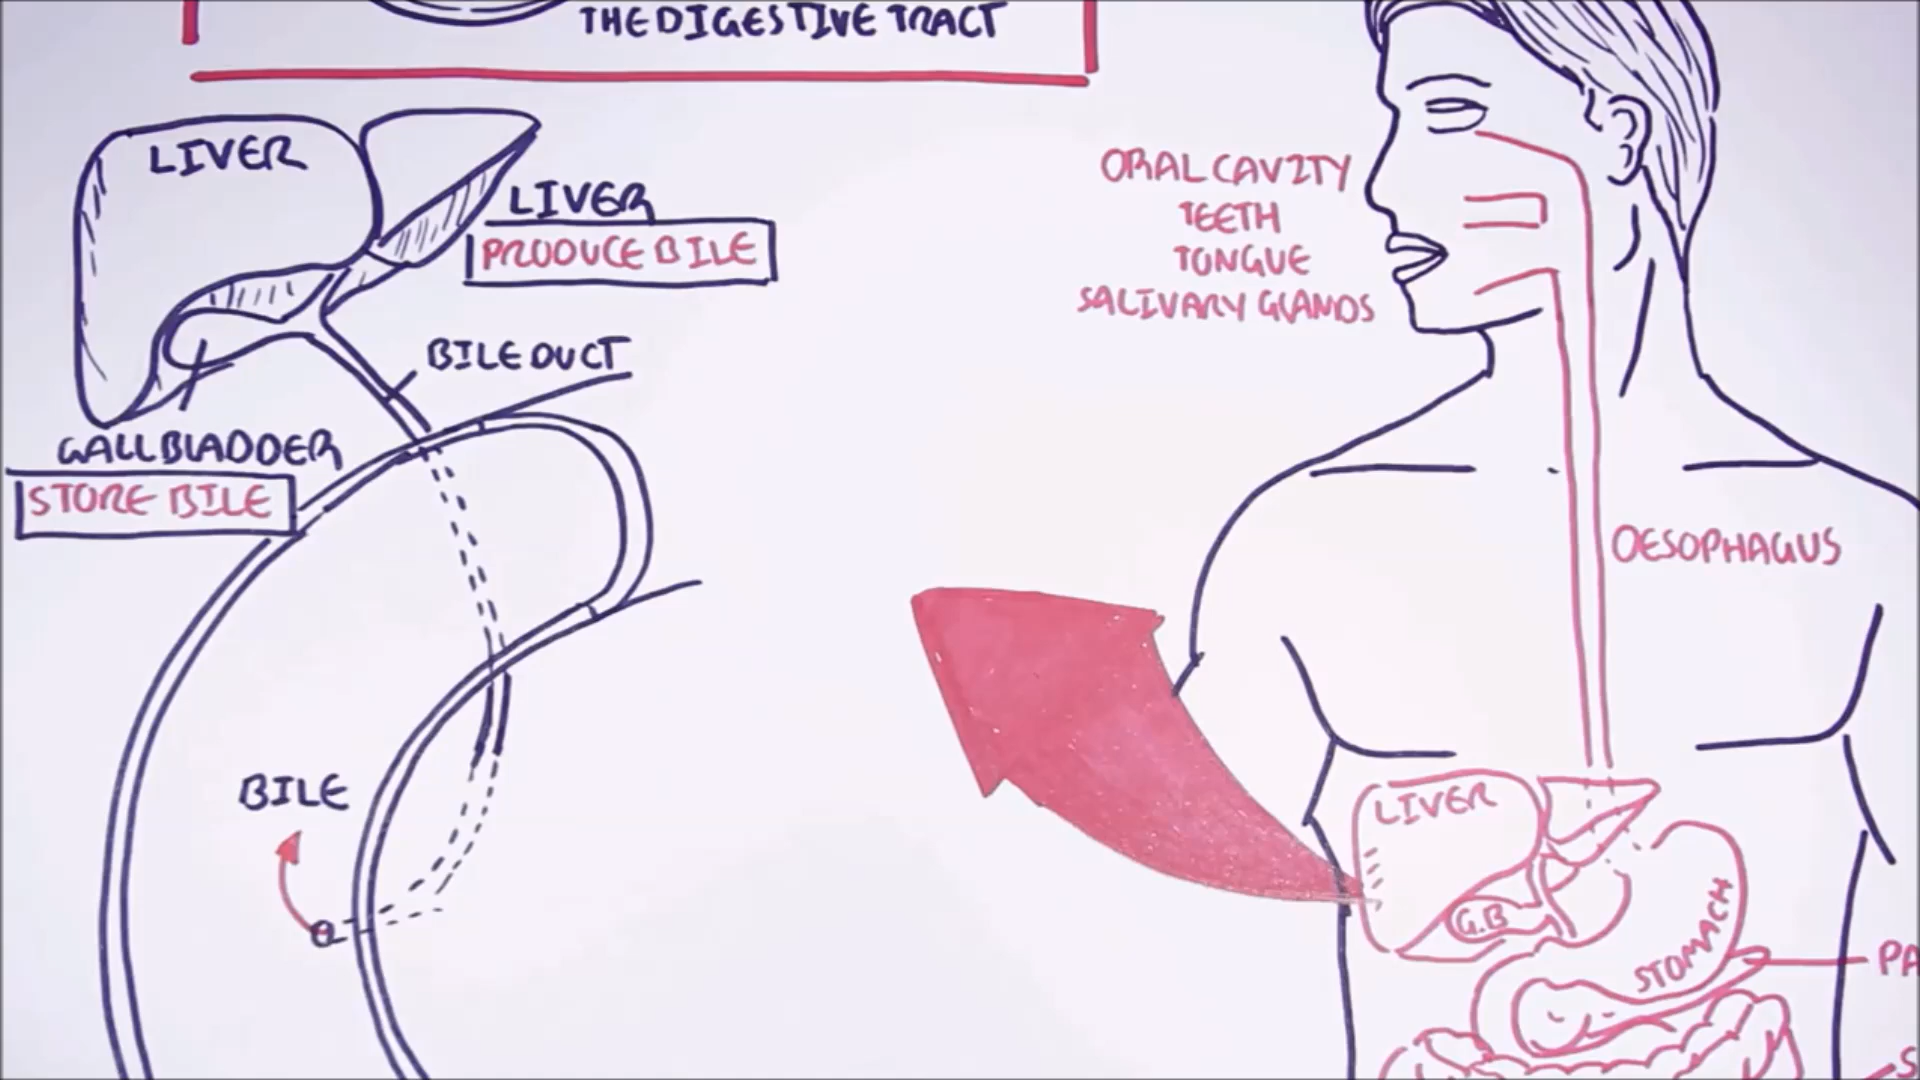 THE DIGESTIVE TRACT
LIVER
LIVER
PRODUCE BILE
BILE DUCT
GALLBLADDER
STORE BILE
BILE
ORAL CAVITY
TEETH
TONGUE
SALIVARY GLANDS
OESOPHAGUS
LIVER
G.B
STOMACH
PA
S